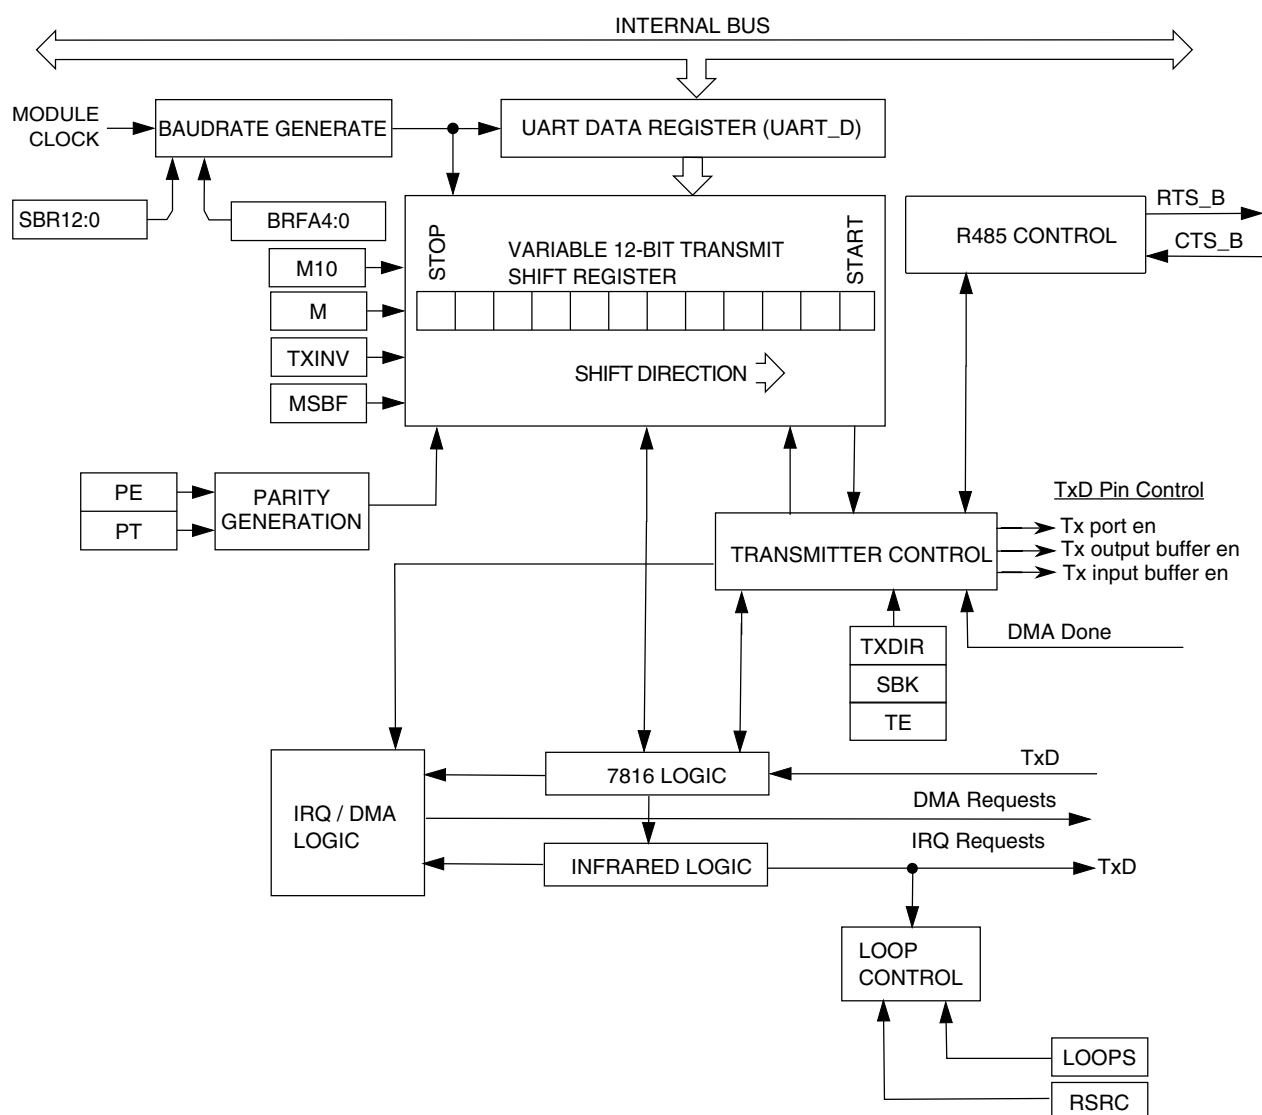 INTERNAL BUS
MODULE
CLOCK
BAUDRATE GENERATE
UART DATA REGISTER (UART_D)
SBR12:0
BRFA4:0
RTS_B
R485 CONTROL
CTS_B
STOP
VARIABLE 12-BIT TRANSMIT
SHIFT REGISTER
START
M10
M
TXINV
SHIFT DIRECTION
MSBF
PE
PT
PARITY
GENERATION
TxD Pin Control
Tx port en
TRANSMITTER CONTROL
Tx output buffer en
Tx input buffer en
DMA Done
TXDIR
SBK
TE
TxD
7816 LOGIC
DMA Requests
IRQ / DMA
LOGIC
IRQ Requests
INFRARED LOGIC
TxD
LOOP
CONTROL
LOOPS
RSRC